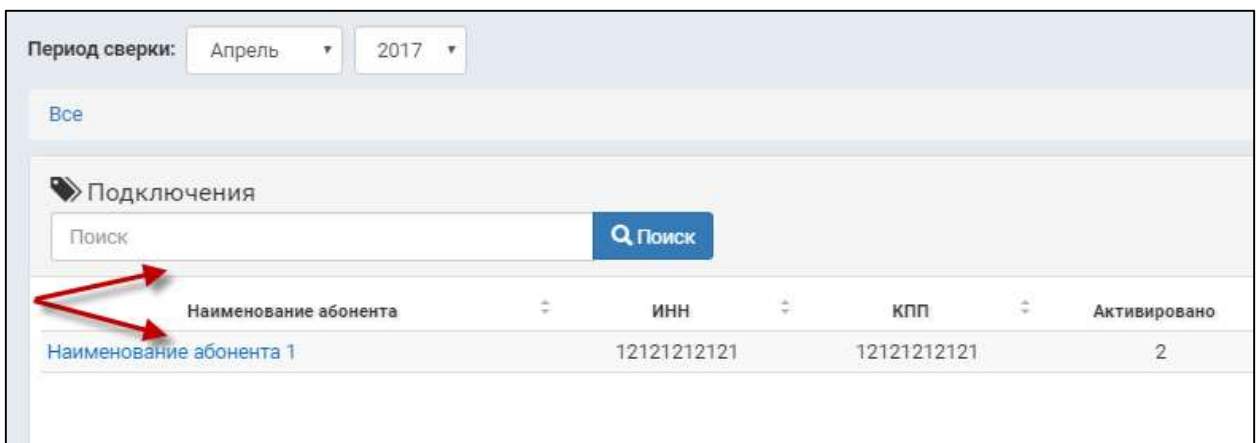 Период сверки: Апрель 2017
Все
Подключения
Поиск Поиск
Наименование абонента ИНН КПП Активировано
Наименование абонента 1 12121212121 12121212121 2